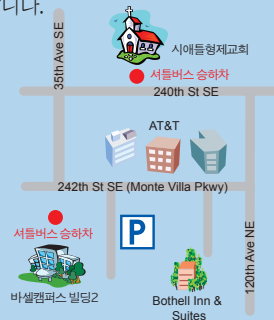 니다.
35th Ave SE
시애틀형제교회
셔틀버스 승하차
240th St SE
AT&T
242th St SE (Monte Villa Pkwy)
셔틀버스 승하차
P
바셀캠퍼스 빌딩2
Bothell Inn &
Suites
120th Ave NE